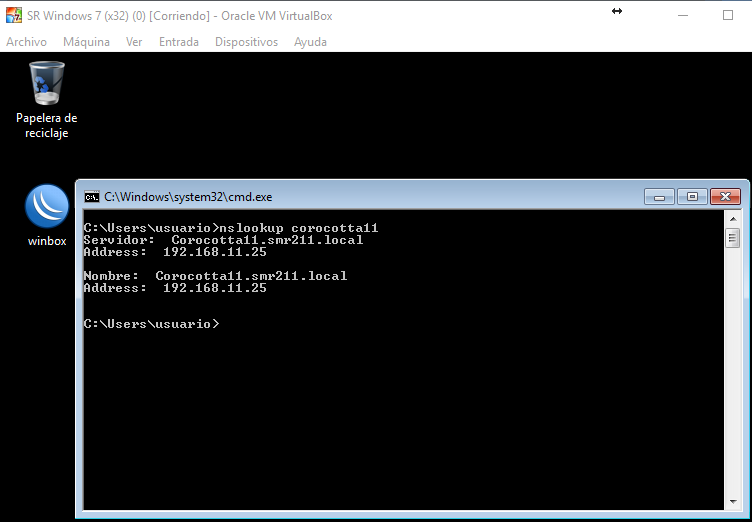 SR Windows 7 (x32) (0) [Corriendo] - Oracle VM VirtualBox
Archivo Máquina Ver Entrada Dispositivos Ayuda
Papelera de
reciclaje
winbox
C:\Windows\system32\cmd.exe
C:\Users\usuario>nslookup corocotta11
Servidor:  Corocotta11.smr211.local
Address:  192.168.11.25
Nombre:  Corocotta11.smr211.local
Address:  192.168.11.25
C:\Users\usuario>